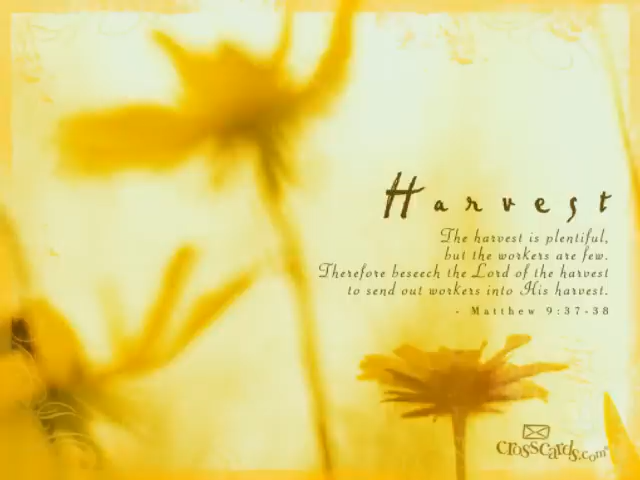 Harvest
The harvest is plentiful,
but the workers are few.
Therefore beseech the Lord of the harvest
to send out workers into His harvest.
- Matthew 9:37-38
crosscards.com